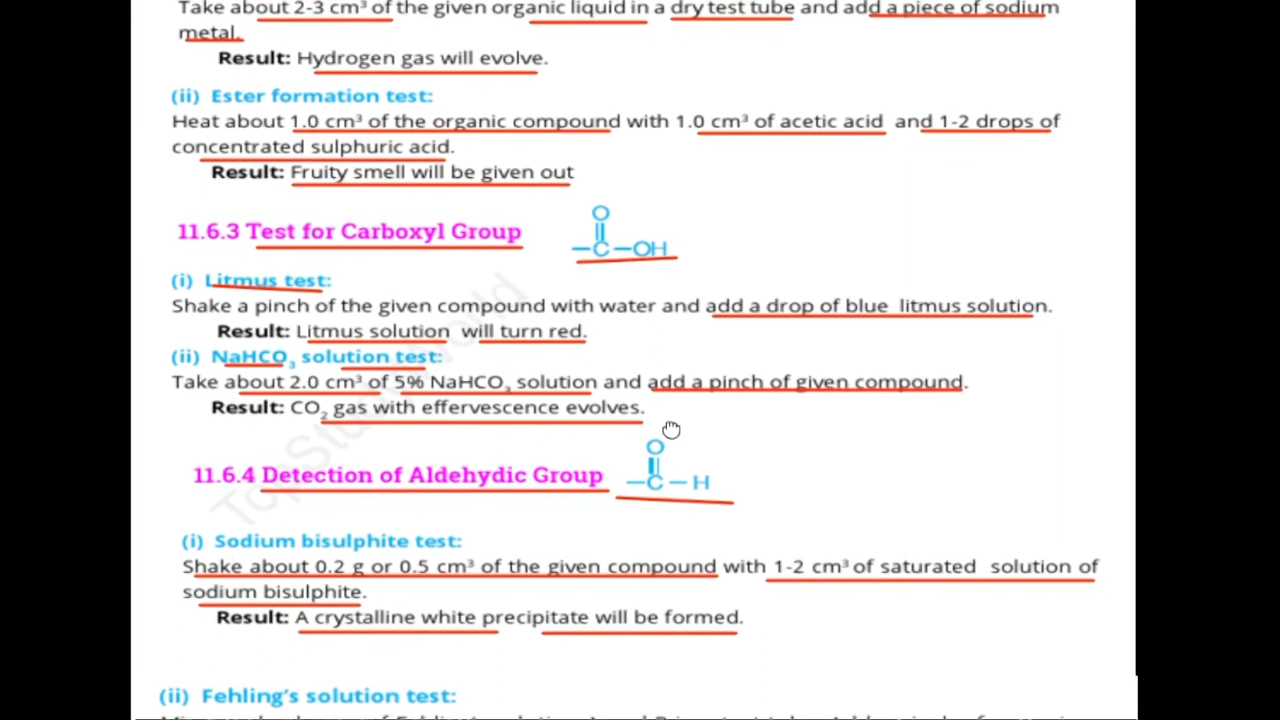 Take about 2-3 cm³ of the given organic liquid in a dry test tube and add a piece of sodium
metal.
Result: Hydrogen gas will evolve.
(ii) Ester formation test:
Heat about 1.0 cm³ of the organic compound with 1.0 cm³ of acetic acid and 1-2 drops of
concentrated sulphuric acid.
Result: Fruity smell will be given out
11.6.3 Test for Carboxyl Group
O
—C—OH
(i) Litmus test:
Shake a pinch of the given compound with water and add a drop of blue litmus solution.
Result: Litmus solution will turn red.
(ii) NaHCO₃ solution test:
Take about 2.0 cm³ of 5% NaHCO₃ solution and add a pinch of given compound.
Result: CO₂ gas with effervescence evolves.
11.6.4 Detection of Aldehydic Group
O
—C—H
(i) Sodium bisulphite test:
Shake about 0.2 g or 0.5 cm³ of the given compound with 1-2 cm³ of saturated solution of
sodium bisulphite.
Result: A crystalline white precipitate will be formed.
(ii) Fehling's solution test: